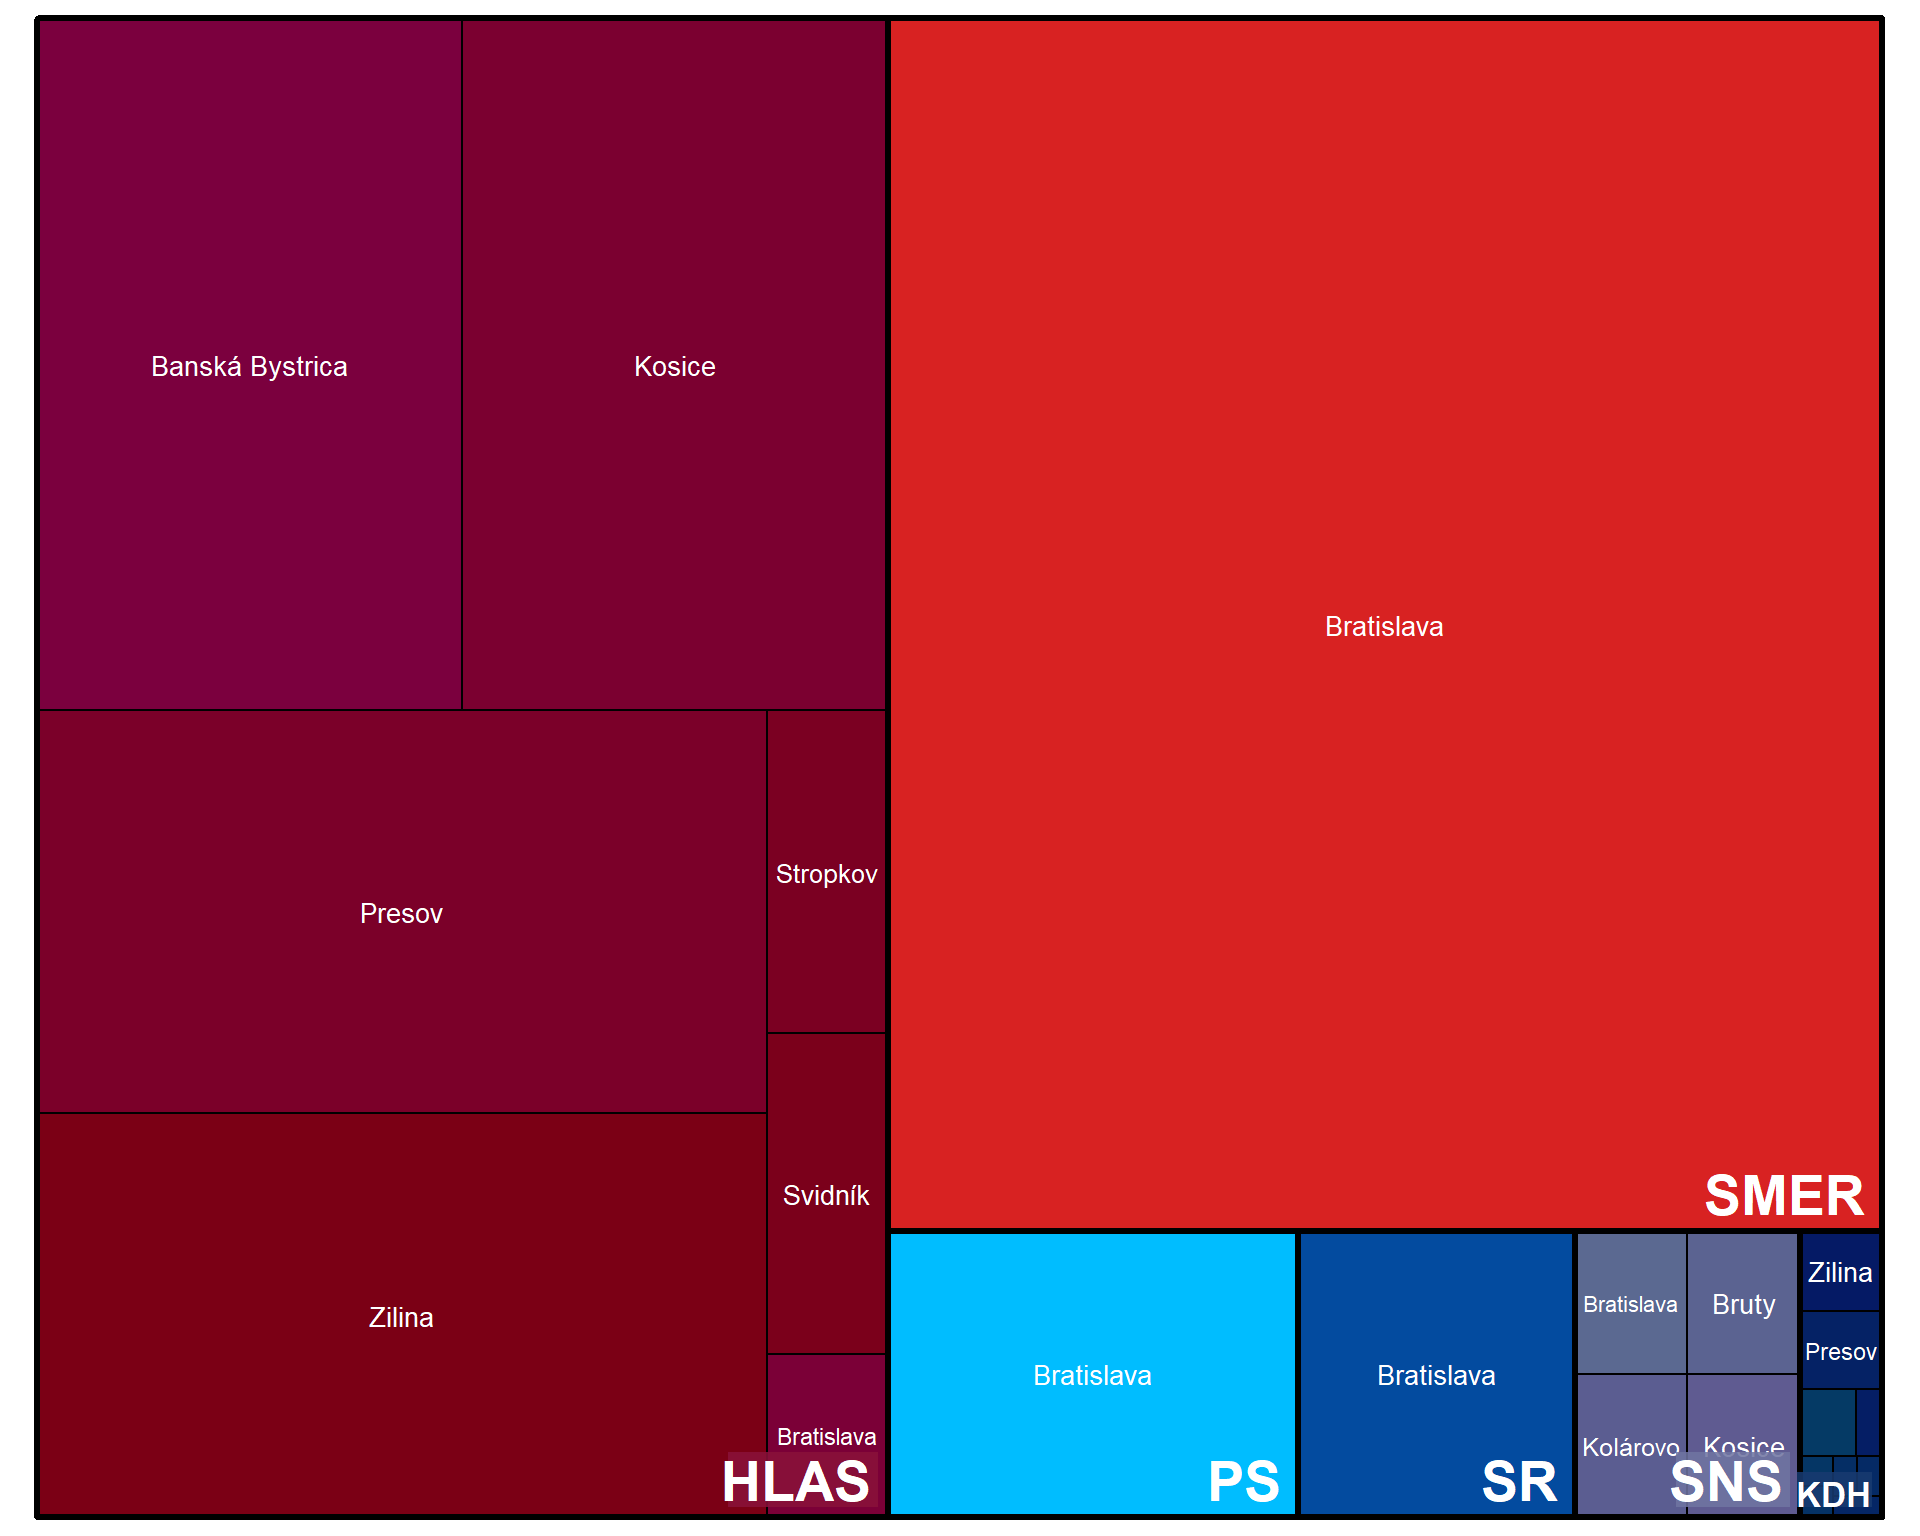 Banská Bystrica
Kosice
Presov
Stropkov
Svidník
Zilina
Bratislava
HLAS
Bratislava
SMER
Bratislava
PS
Bratislava
SR
Bratislava
Bruty
Kolárovo
Kosice
SNS
Zilina
Presov
KDH